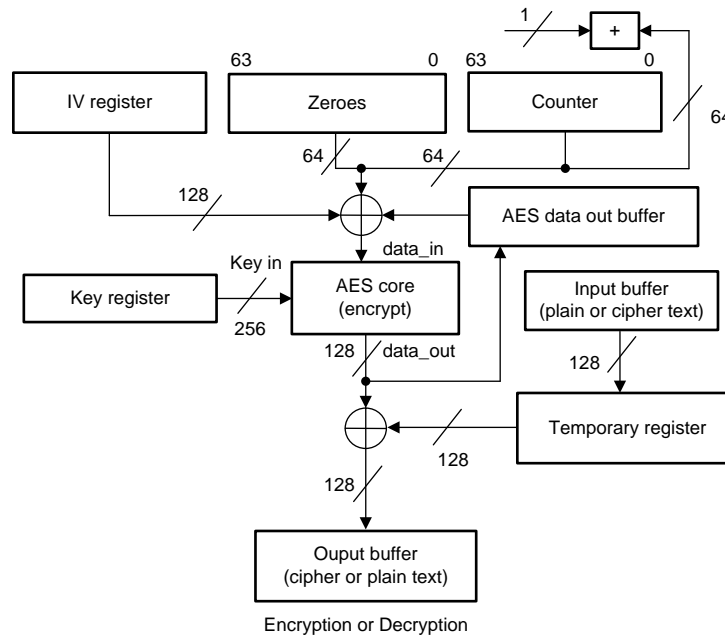 1
+
63
0
63
0
IV register
Zeroes
Counter
64
64
64
128
AES data out buffer
data_in
Key in
Key register
AES core
(encrypt)
Input buffer
(plain or cipher text)
256
128
data_out
128
Temporary register
128
128
Ouput buffer
(cipher or plain text)
Encryption or Decryption